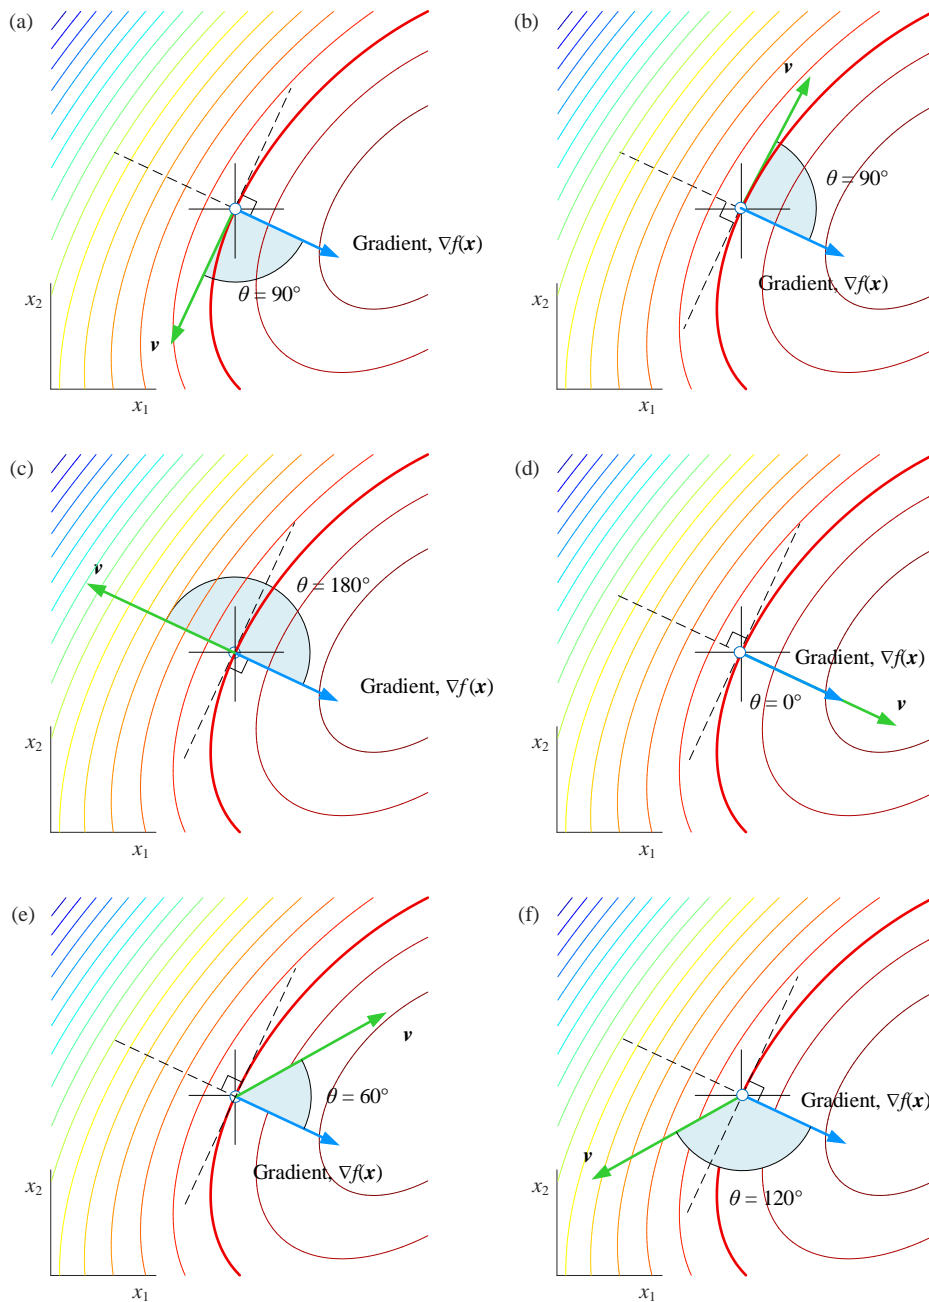 (a)
v
Gradient, ∇f(x)
θ = 90°
x₂
x₁
(b)
v
θ = 90°
Gradient, ∇f(x)
x₂
x₁
(c)
v
θ = 180°
Gradient, ∇f(x)
x₂
x₁
(d)
Gradient, ∇f(x)
θ = 0°
v
x₂
x₁
(e)
v
θ = 60°
Gradient, ∇f(x)
x₂
x₁
(f)
Gradient, ∇f(x)
v
θ = 120°
x₂
x₁